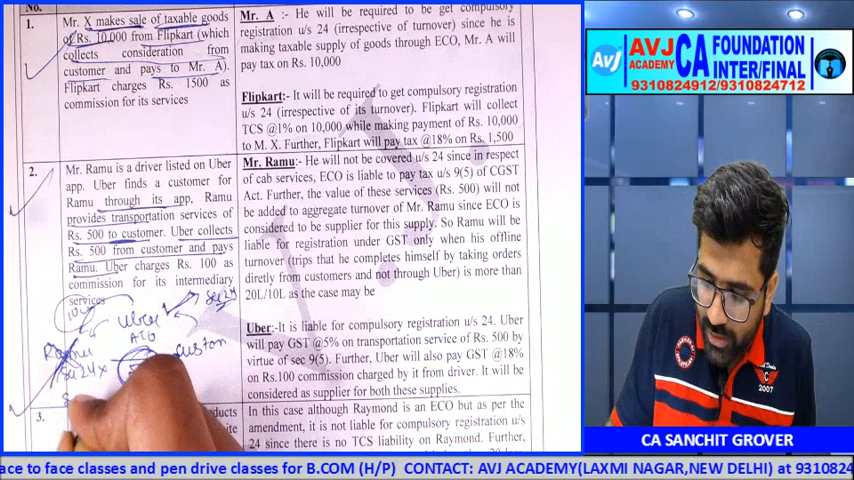 No.
1.
Mr. X makes sale of taxable goods
of Rs. 10,000 from Flipkart (which
collects consideration from
customer and pays to Mr. A).
Flipkart charges Rs. 1500 as
commission for its services
Mr. A :- He will be required to get compulsory
registration u/s 24 (irrespective of turnover) since he is
making taxable supply of goods through ECO, Mr. A will
pay tax on Rs. 10,000
Flipkart:- It will be required to get compulsory registration
u/s 24 (irrespective of its turnover). Flipkart will collect
TCS @1% on 10,000 while making payment of Rs. 10,000
to M. X. Further, Flipkart will pay tax @18% on Rs. 1,500
2.
Mr. Ramu is a driver listed on Uber
app. Uber finds a customer for
Ramu through its app, Ramu
provides transportation services of
Rs. 500 to customer. Uber collects
Rs. 500 from customer and pays
Ramu. Uber charges Rs. 100 as
commission for its intermediary
services
Mr. Ramu:- He will not be covered u/s 24 since in respect
of cab services, ECO is liable to pay tax u/s 9(5) of CGST
Act. Further, the value of these services (Rs. 500) will not
be added to aggregate turnover of Mr. Ramu since ECO is
considered to be supplier for this supply. So Ramu will be
liable for registration under GST only when his offline
turnover (trips that he completes himself by taking orders
directly from customers and not through Uber) is more than
20L/10L as the case may be
Uber:-It is liable for compulsory registration u/s 24. Uber
will pay GST @5% on transportation service of Rs. 500 by
virtue of sec 9(5). Further, Uber will also pay GST @18%
on Rs.100 commission charged by it from driver. It will be
considered as supplier for both these supplies.
Sec 24
Uber
Ramu
Custom
Sec 24 x
3.
In this case although Raymond is an ECO but as per the
amendment, it is not liable for compulsory registration u/s
24 since there is no TCS liability on Raymond. Further,
AVJ
AVJ
ACADEMY
CA
FOUNDATION
INTER/FINAL
9310824912/9310824712
2007
CA SANCHIT GROVER
ace to face classes and pen drive classes for B.COM (H/P) CONTACT: AVJ ACADEMY(LAXMI NAGAR,NEW DELHI) at 9310824